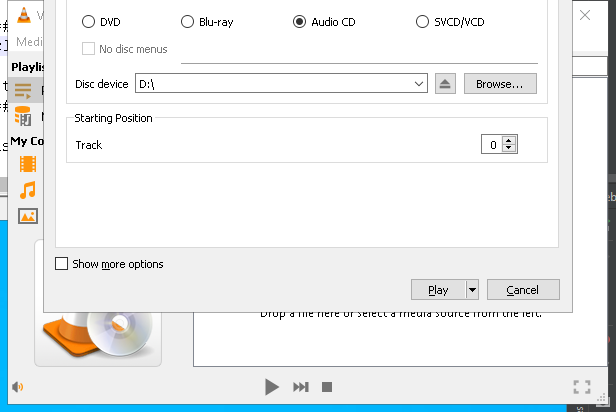 DVD
Blu-ray
Audio CD
SVCD/VCD
Medi
No disc menus
Playlis
Disc device
D:\
Browse...
Starting Position
Track
0
My Co
Show more options
Play
Cancel
Drop a file here or select a media source from the left.